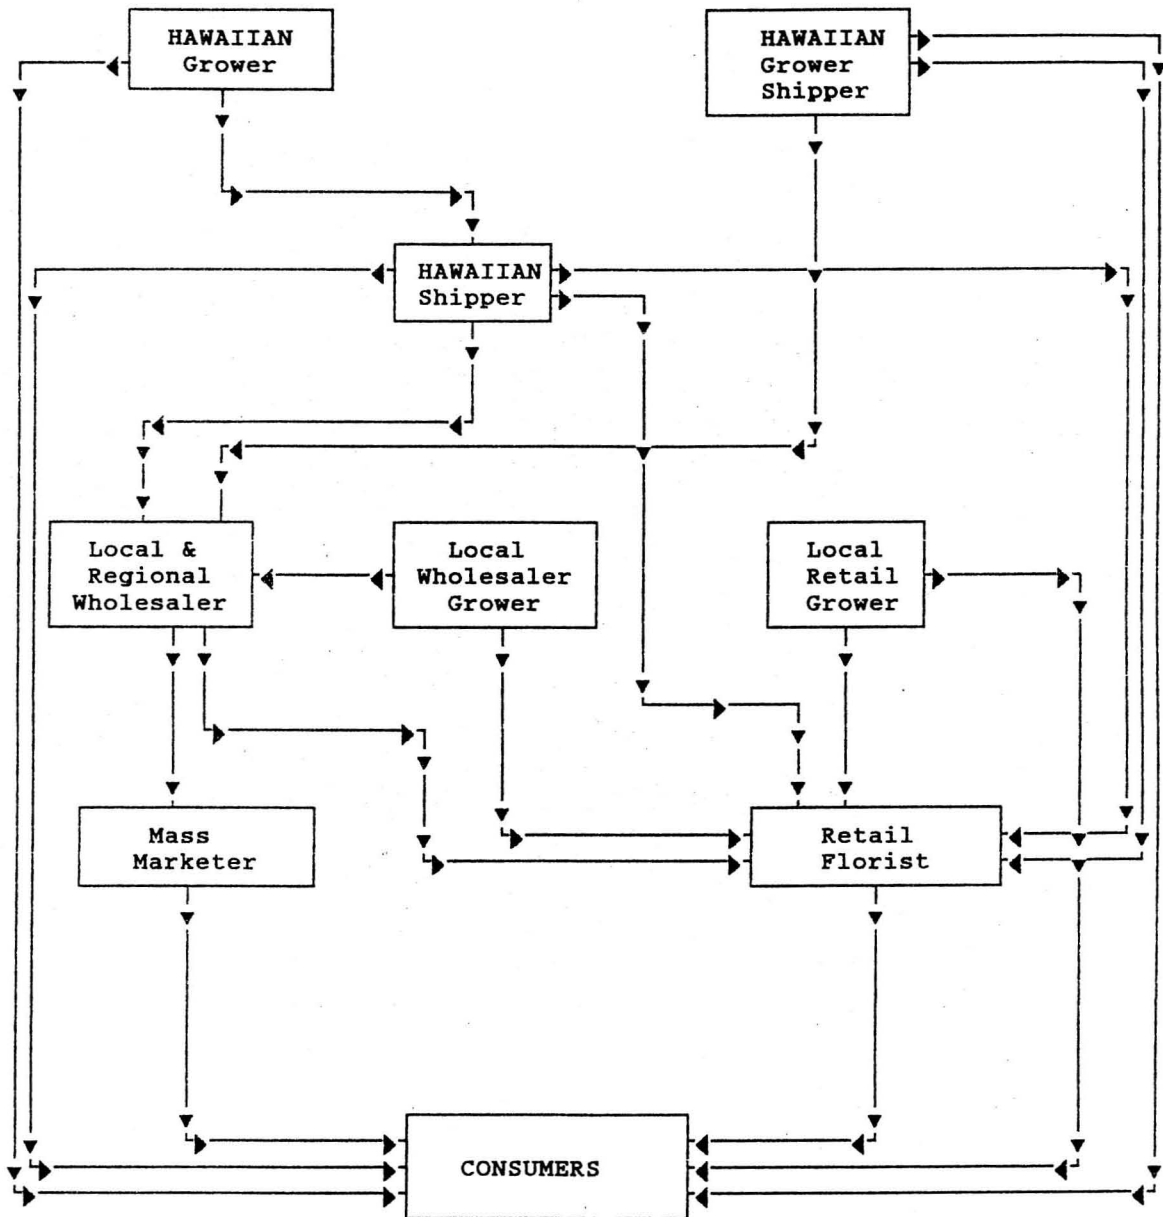 HAWAIIAN
Grower
HAWAIIAN
Grower
Shipper
HAWAIIAN
Shipper
Local &
Regional
Wholesaler
Local
Wholesaler
Grower
Local
Retail
Grower
Mass
Marketer
Retail
Florist
CONSUMERS